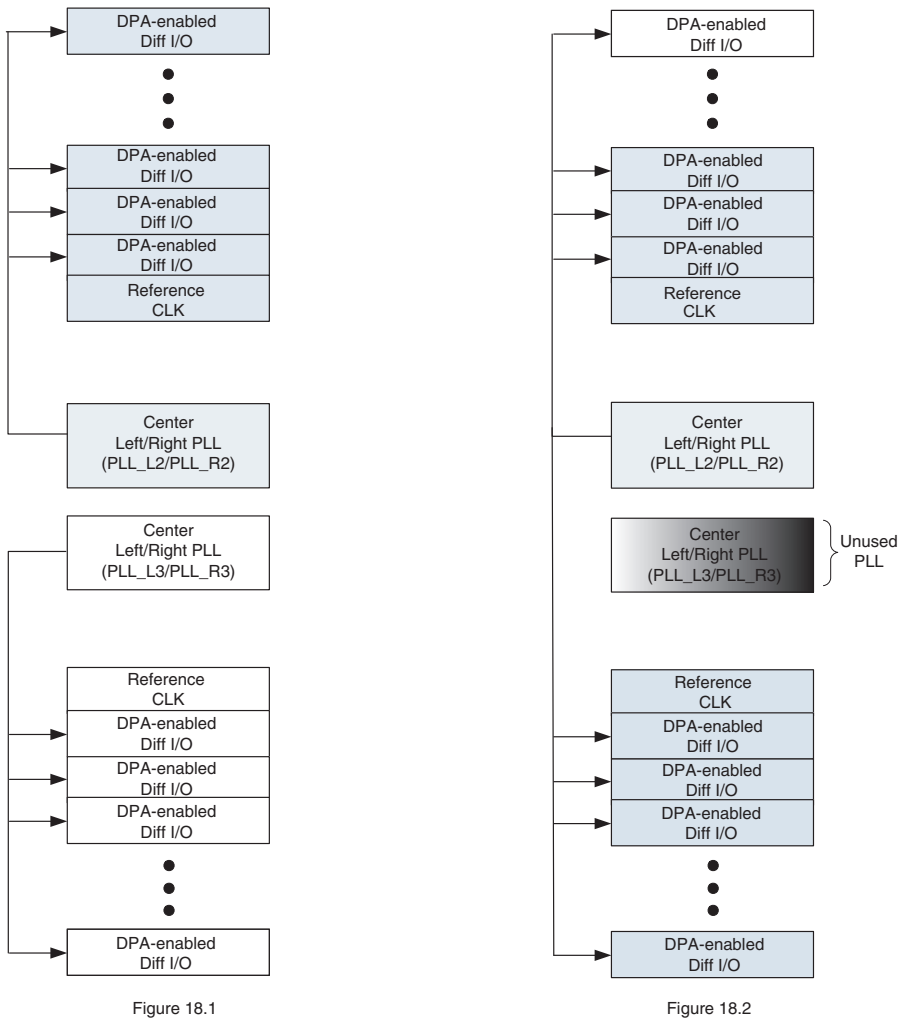 DPA-enabled
Diff I/O
DPA-enabled
Diff I/O
DPA-enabled
Diff I/O
DPA-enabled
Diff I/O
Reference
CLK
Center
Left/Right PLL
(PLL_L2/PLL_R2)
Center
Left/Right PLL
(PLL_L3/PLL_R3)
Reference
CLK
DPA-enabled
Diff I/O
DPA-enabled
Diff I/O
DPA-enabled
Diff I/O
DPA-enabled
Diff I/O
Figure 18.1
DPA-enabled
Diff I/O
DPA-enabled
Diff I/O
DPA-enabled
Diff I/O
DPA-enabled
Diff I/O
Reference
CLK
Center
Left/Right PLL
(PLL_L2/PLL_R2)
Center
Left/Right PLL
(PLL_L3/PLL_R3)
Unused
PLL
Reference
CLK
DPA-enabled
Diff I/O
DPA-enabled
Diff I/O
DPA-enabled
Diff I/O
DPA-enabled
Diff I/O
Figure 18.2